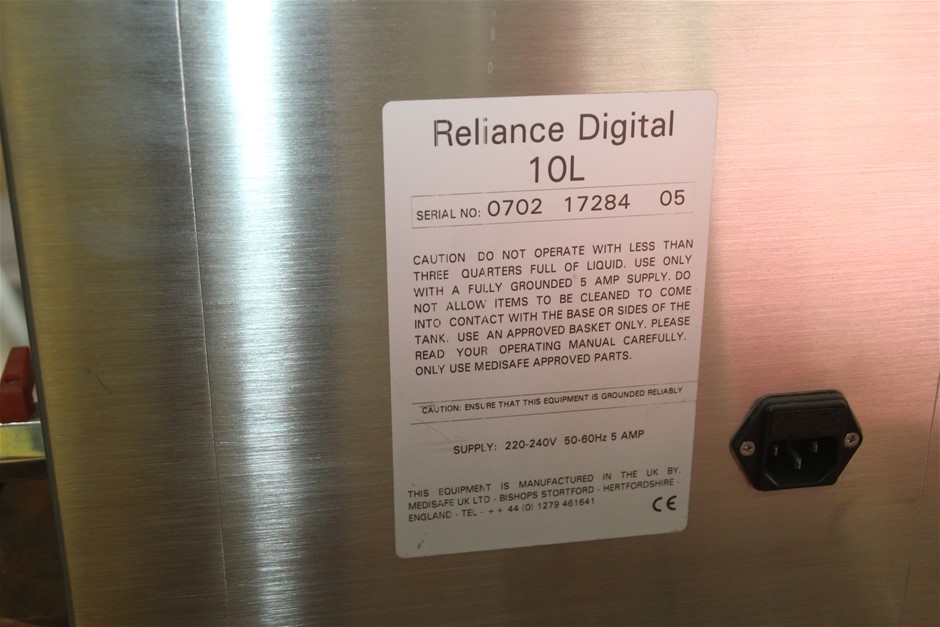 Reliance Digital
10L
SERIAL NO: 0702 17284 05
CAUTION DO NOT OPERATE WITH LESS THAN
THREE QUARTERS FULL OF LIQUID. USE ONLY
WITH A FULLY GROUNDED 5 AMP SUPPLY. DO
NOT ALLOW ITEMS TO BE CLEANED TO COME
INTO CONTACT WITH THE BASE OR SIDES OF THE
TANK. USE AN APPROVED BASKET ONLY. PLEASE
READ YOUR OPERATING MANUAL CAREFULLY.
ONLY USE MEDISAFE APPROVED PARTS.
CAUTION: ENSURE THAT THIS EQUIPMENT IS GROUNDED RELIABLY
SUPPLY: 220-240V 50-60Hz 5 AMP
THIS EQUIPMENT IS MANUFACTURED IN THE UK BY.
MEDISAFE UK LTD - BISHOPS STORTFORD - HERTFORDSHIRE -
ENGLAND - TEL - + + 44 (0) 1279 461641
CE